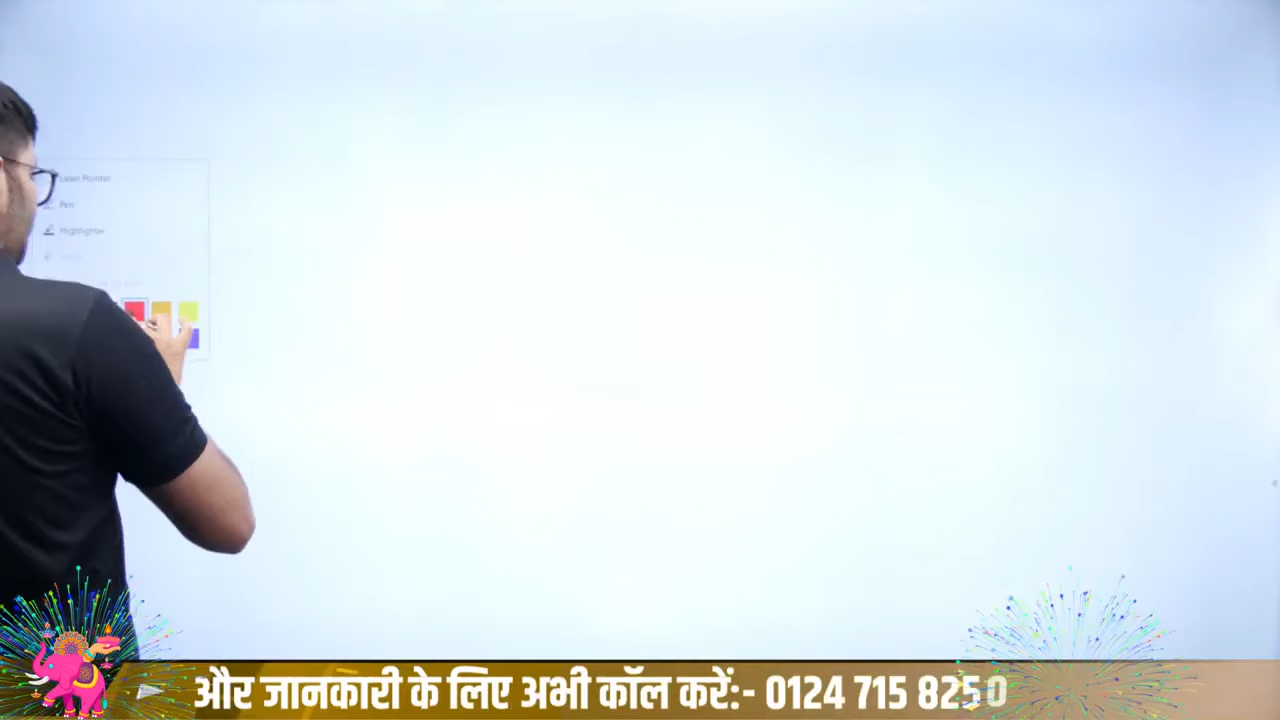 Laser Pointer
Pen
Highlighter
और जानकारी के लिए अभी कॉल करें:- 0124 715 8250